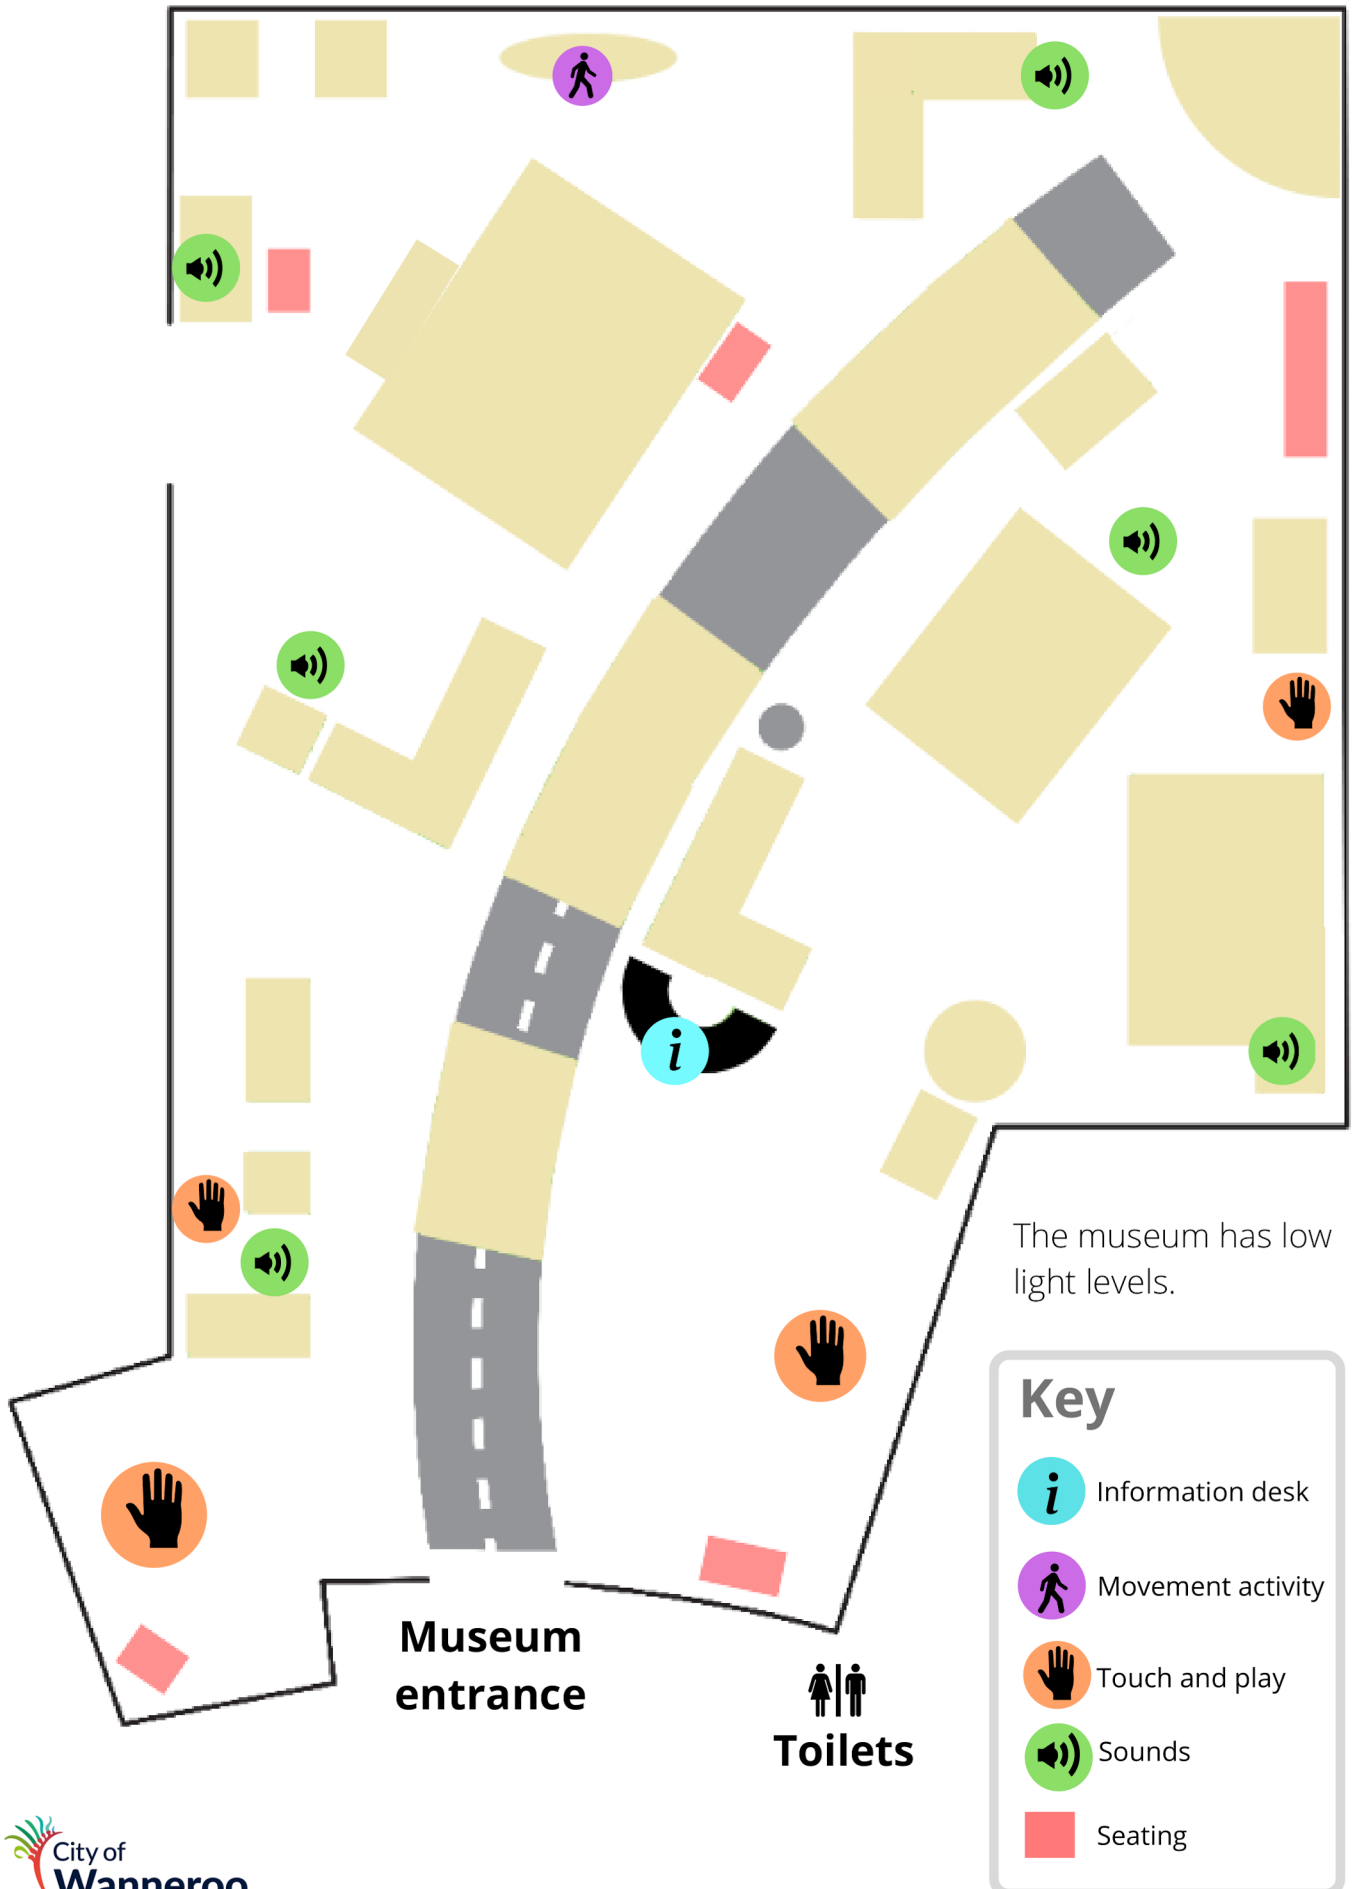 The museum has low
light levels.
Key
Information desk
Movement activity
Touch and play
Sounds
Seating
Museum
entrance
Toilets
City of
Wanneroo